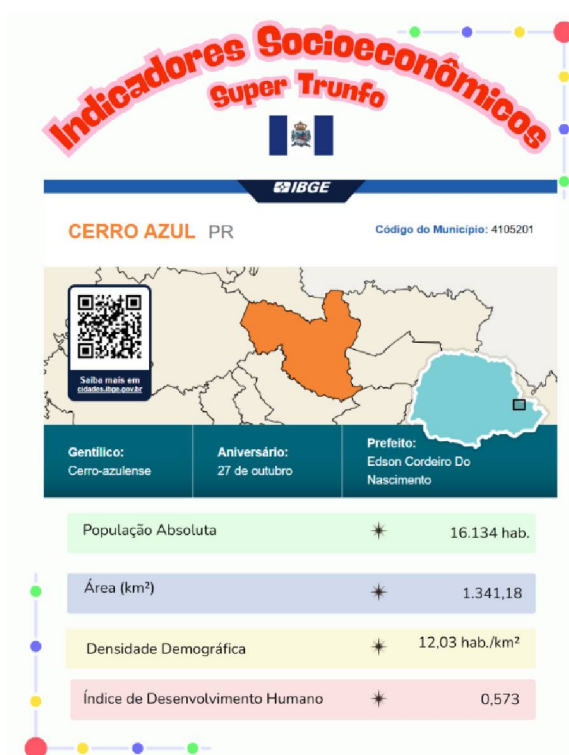 Indicadores Socioeconômicos
Super Trunfo
IBGE
CERRO AZUL PR
Código do Município: 4105201
Saiba mais em
cidades.ibge.gov.br
Gentílico:
Cerro-azulense
Aniversário:
27 de outubro
Prefeito:
Edson Cordeiro Do
Nascimento
População Absoluta 16.134 hab.
Área (km²) 1.341,18
Densidade Demográfica 12,03 hab./km²
Índice de Desenvolvimento Humano 0,573